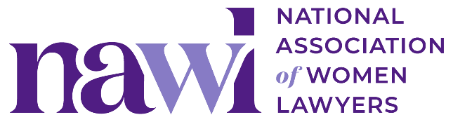 nawl
NATIONAL
ASSOCIATION
of WOMEN
LAWYERS